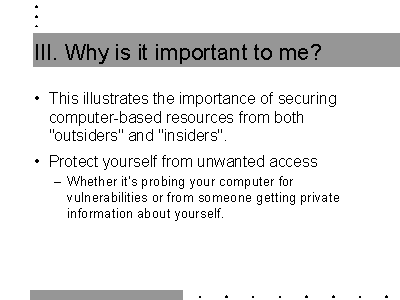 III. Why is it important to me?
• This illustrates the importance of securing
computer-based resources from both
"outsiders" and "insiders".
• Protect yourself from unwanted access
– Whether it's probing your computer for
vulnerabilities or from someone getting private
information about yourself.